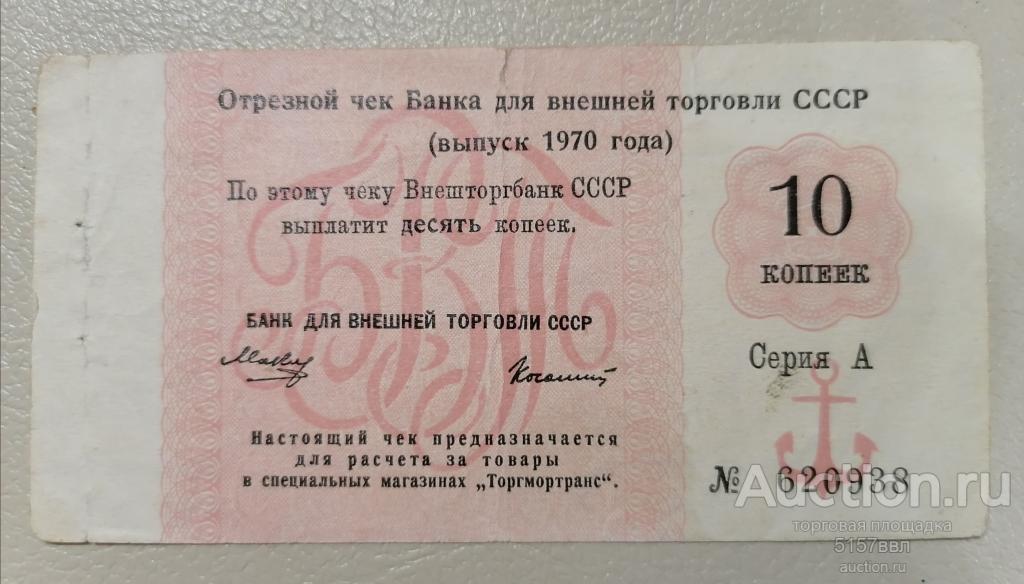 Отрезной чек Банка для внешней торговли СССР
(выпуск 1970 года)
По этому чеку Внешторгбанк СССР
выплатит десять копеек.
10
КОПЕЕК
БАНК ДЛЯ ВНЕШНЕЙ ТОРГОВЛИ СССР
Серия А
Настоящий чек предназначается
для расчета за товары
в специальных магазинах „Торгмортранс“.
№ 620938
Auction.ru
торговая площадка
5157ввл
auction.ru